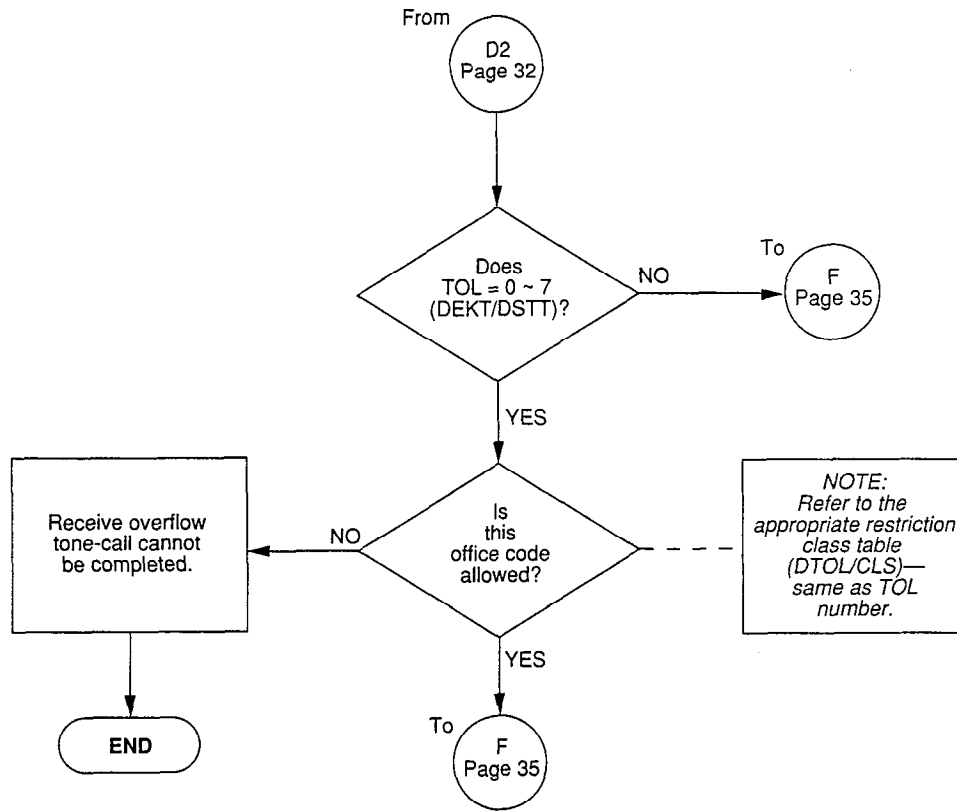 From
D2
Page 32
Does
TOL = 0 ~ 7
(DEKT/DSTT)?
NO
To
F
Page 35
YES
Is
this
office code
allowed?
NO
Receive overflow
tone-call cannot
be completed.
END
NOTE:
Refer to the
appropriate restriction
class table
(DTOL/CLS)—
same as TOL
number.
YES
To
F
Page 35